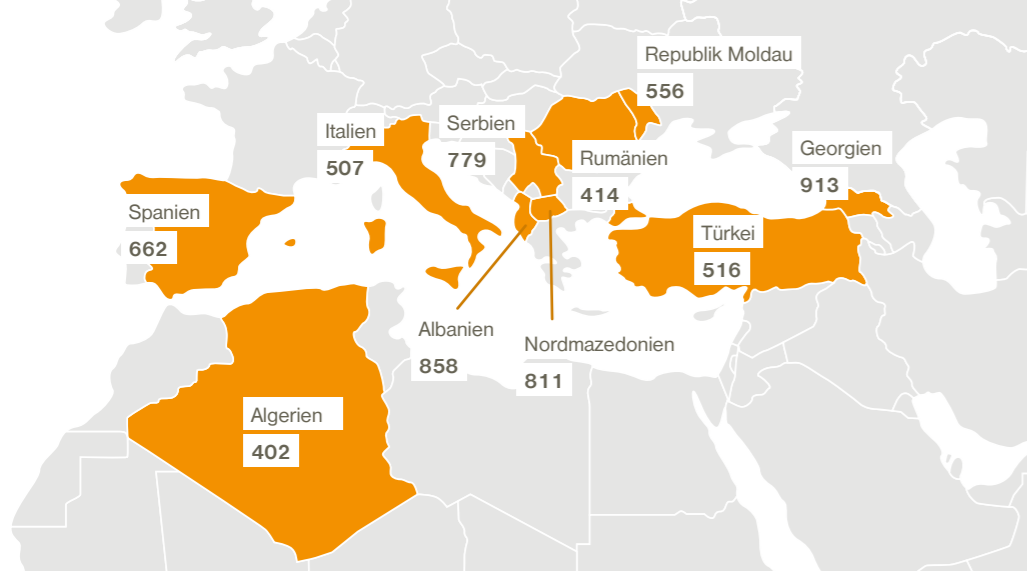 Republik Moldau
556
Italien
507
Serbien
779
Rumänien
414
Georgien
913
Spanien
662
Türkei
516
Albanien
858
Nordmazedonien
811
Algerien
402